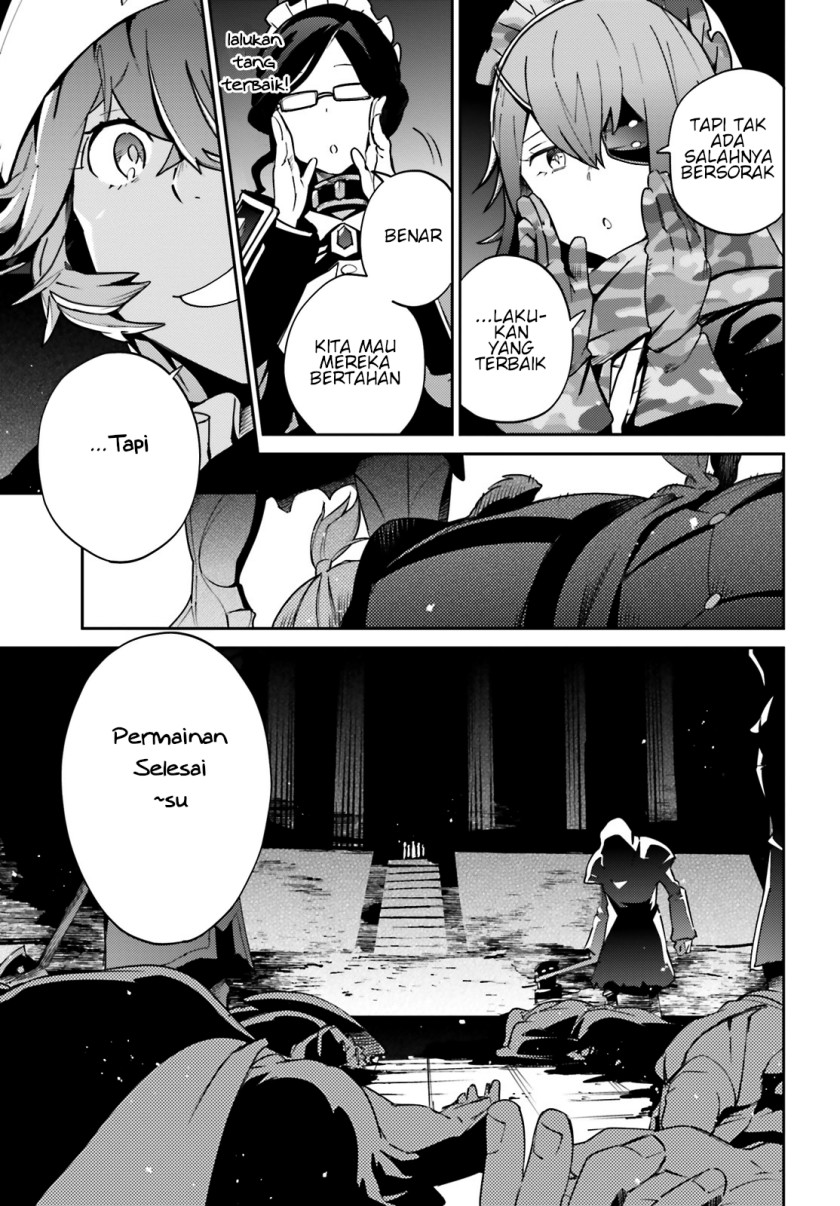 TAPI TAK
ADA
SALAHNYA
BERSORAK
...LAKU-
KAN
YANG
TERBAIK
lalukan
tang
terbaik!
BENAR
KITA MAU
MEREKA
BERTAHAN
...Tapi
Permainan
Selesai
~su